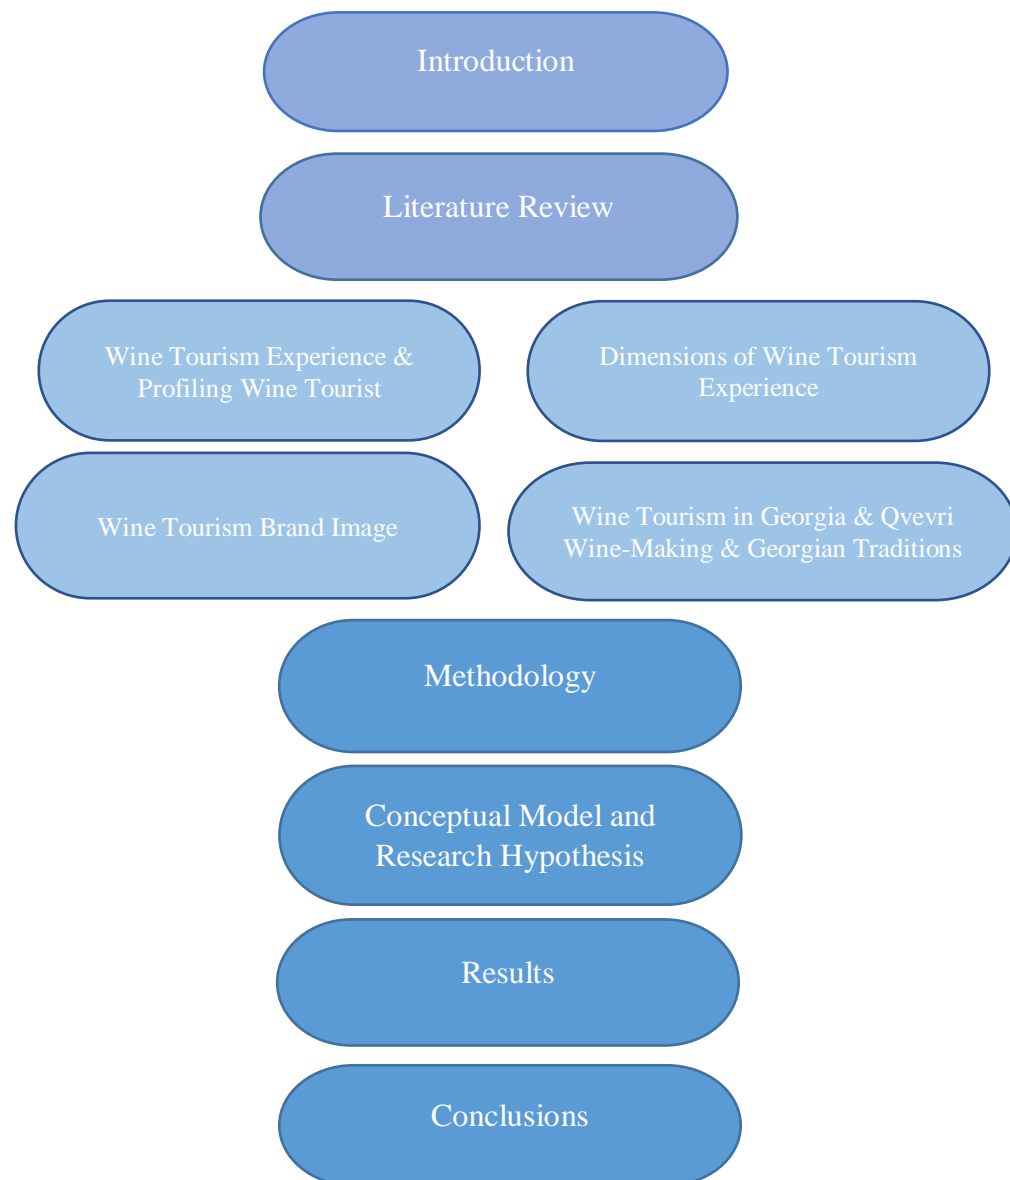 Introduction
Literature Review
Wine Tourism Experience &
Profiling Wine Tourist
Dimensions of Wine Tourism
Experience
Wine Tourism Brand Image
Wine Tourism in Georgia & Qvevri
Wine-Making & Georgian Traditions
Methodology
Conceptual Model and
Research Hypothesis
Results
Conclusions